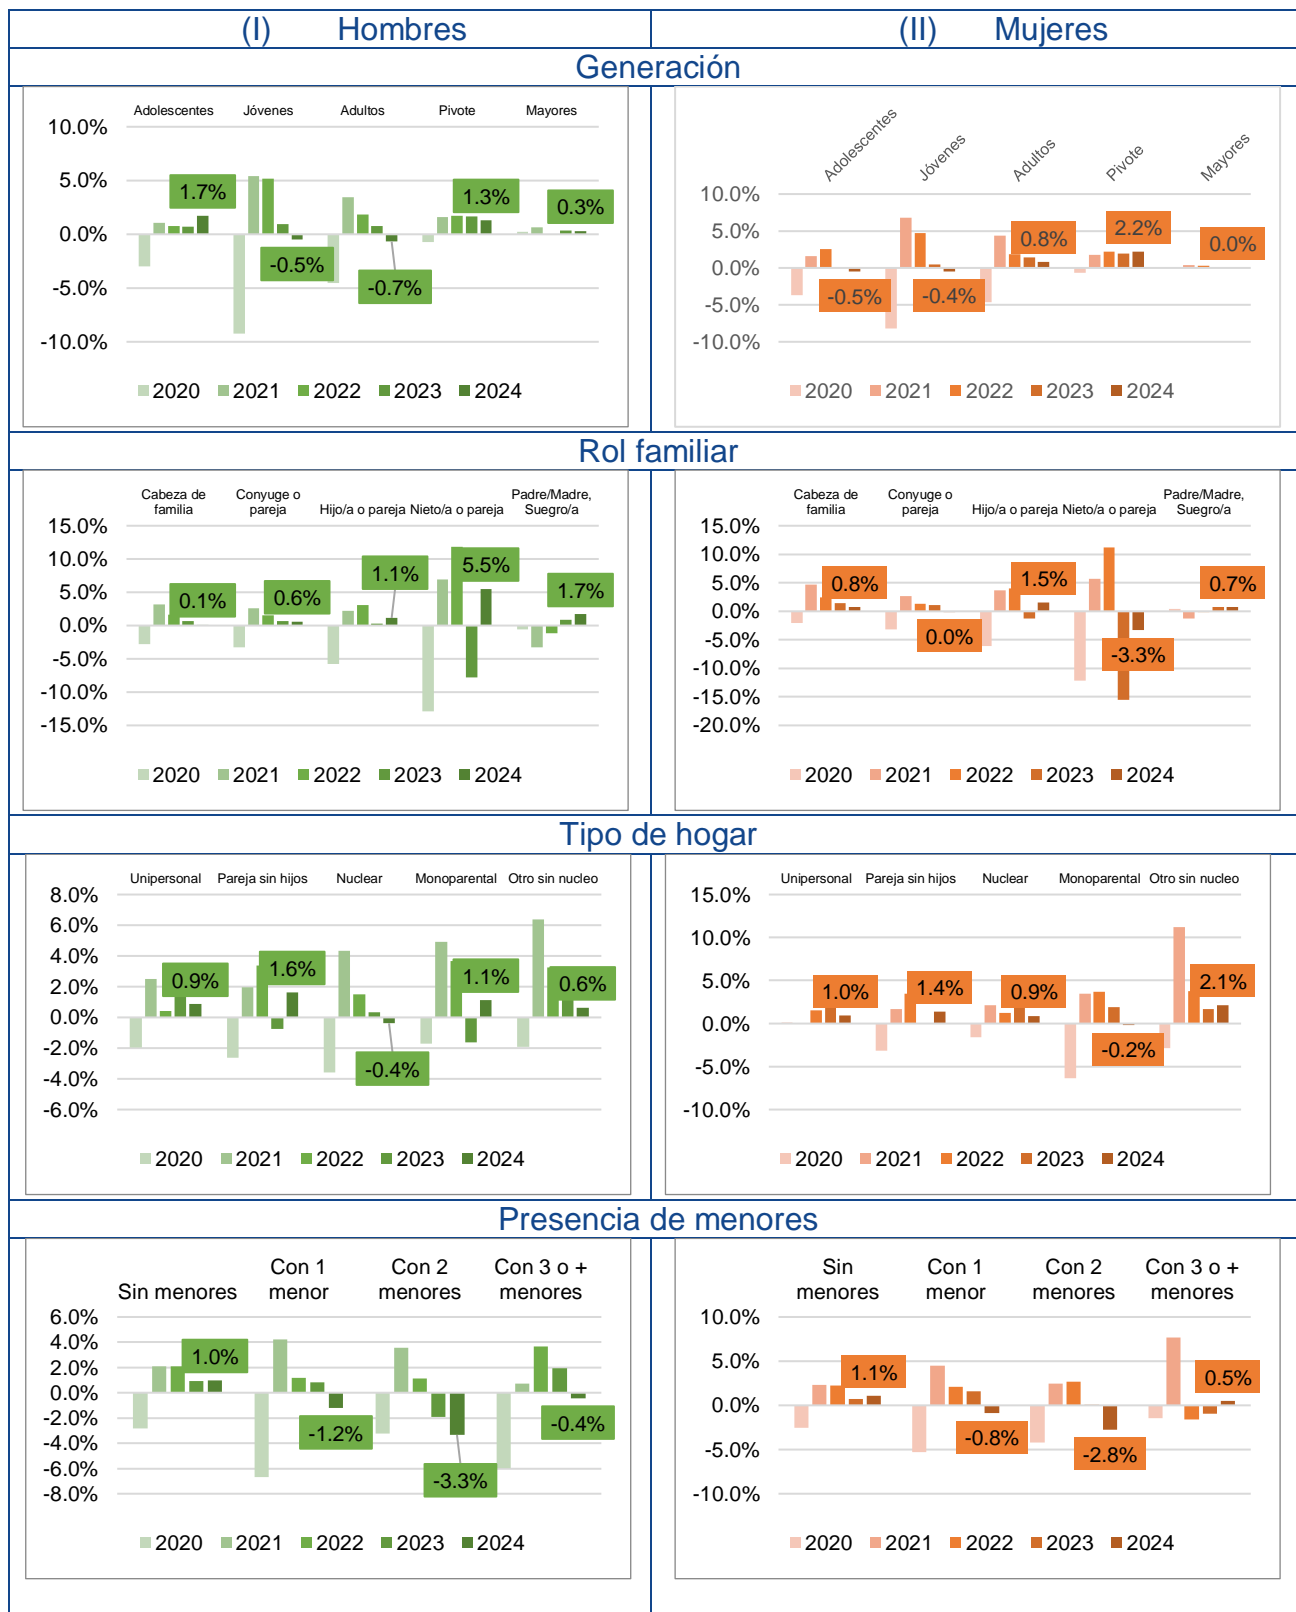 (I) Hombres
(II) Mujeres
Generación
Adolescentes Jóvenes Adultos Pivote Mayores
10.0%
5.0%
0.0%
-5.0%
-10.0%
1.7%
-0.5%
-0.7%
1.3%
0.3%
2020 2021 2022 2023 2024
Adolescentes Jóvenes Adultos Pivote Mayores
10.0%
5.0%
0.0%
-5.0%
-10.0%
-0.5%
-0.4%
0.8%
2.2%
0.0%
2020 2021 2022 2023 2024
Rol familiar
Cabeza de familia
Conyuge o pareja
Hijo/a o pareja
Nieto/a o pareja
Padre/Madre, Suegro/a
15.0%
10.0%
5.0%
0.0%
-5.0%
-10.0%
-15.0%
0.1%
0.6%
1.1%
5.5%
1.7%
2020 2021 2022 2023 2024
Cabeza de familia
Conyuge o pareja
Hijo/a o pareja
Nieto/a o pareja
Padre/Madre, Suegro/a
15.0%
10.0%
5.0%
0.0%
-5.0%
-10.0%
-15.0%
-20.0%
0.8%
0.0%
1.5%
-3.3%
0.7%
2020 2021 2022 2023 2024
Tipo de hogar
Unipersonal Pareja sin hijos Nuclear Monoparental Otro sin nucleo
8.0%
6.0%
4.0%
2.0%
0.0%
-2.0%
-4.0%
-6.0%
0.9%
1.6%
-0.4%
1.1%
0.6%
2020 2021 2022 2023 2024
Unipersonal Pareja sin hijos Nuclear Monoparental Otro sin nucleo
15.0%
10.0%
5.0%
0.0%
-5.0%
-10.0%
1.0%
1.4%
0.9%
-0.2%
2.1%
2020 2021 2022 2023 2024
Presencia de menores
Sin menores
Con 1 menor
Con 2 menores
Con 3 o + menores
6.0%
4.0%
2.0%
0.0%
-2.0%
-4.0%
-6.0%
-8.0%
1.0%
-1.2%
-3.3%
-0.4%
2020 2021 2022 2023 2024
Sin menores
Con 1 menor
Con 2 menores
Con 3 o + menores
10.0%
5.0%
0.0%
-5.0%
-10.0%
1.1%
-0.8%
-2.8%
0.5%
2020 2021 2022 2023 2024